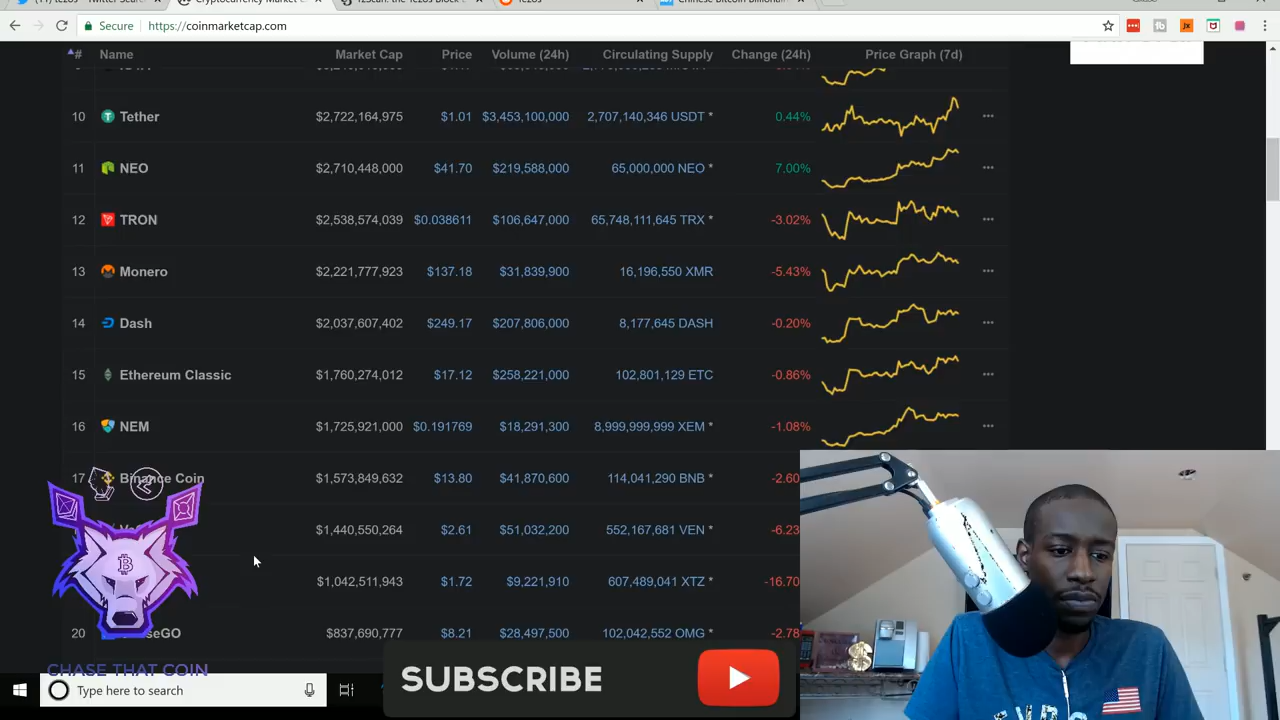 Secure https://coinmarketcap.com
# Name Market Cap Price Volume (24h) Circulating Supply Change (24h) Price Graph (7d)
10 Tether $2,722,164,975 $1.01 $3,453,100,000 2,707,140,346 USDT * 0.44%
11 NEO $2,710,448,000 $41.70 $219,588,000 65,000,000 NEO * 7.00%
12 TRON $2,538,574,039 $0.038611 $106,647,000 65,748,111,645 TRX * -3.02%
13 Monero $2,221,777,923 $137.18 $31,839,900 16,196,550 XMR -5.43%
14 Dash $2,037,607,402 $249.17 $207,806,000 8,177,645 DASH -0.20%
15 Ethereum Classic $1,760,274,012 $17.12 $258,221,000 102,801,129 ETC -0.86%
16 NEM $1,725,921,000 $0.191769 $18,291,300 8,999,999,999 XEM * -1.08%
17 Binance Coin $1,573,849,632 $13.80 $41,870,600 114,041,290 BNB * -2.60
$1,440,550,264 $2.61 $51,032,200 552,167,681 VEN * -6.23
$1,042,511,943 $1.72 $9,221,910 607,489,041 XTZ * -16.70
20 $837,690,777 $8.21 $28,497,500 102,042,552 OMG * -2.78
CHASE THAT COIN
SUBSCRIBE
Type here to search